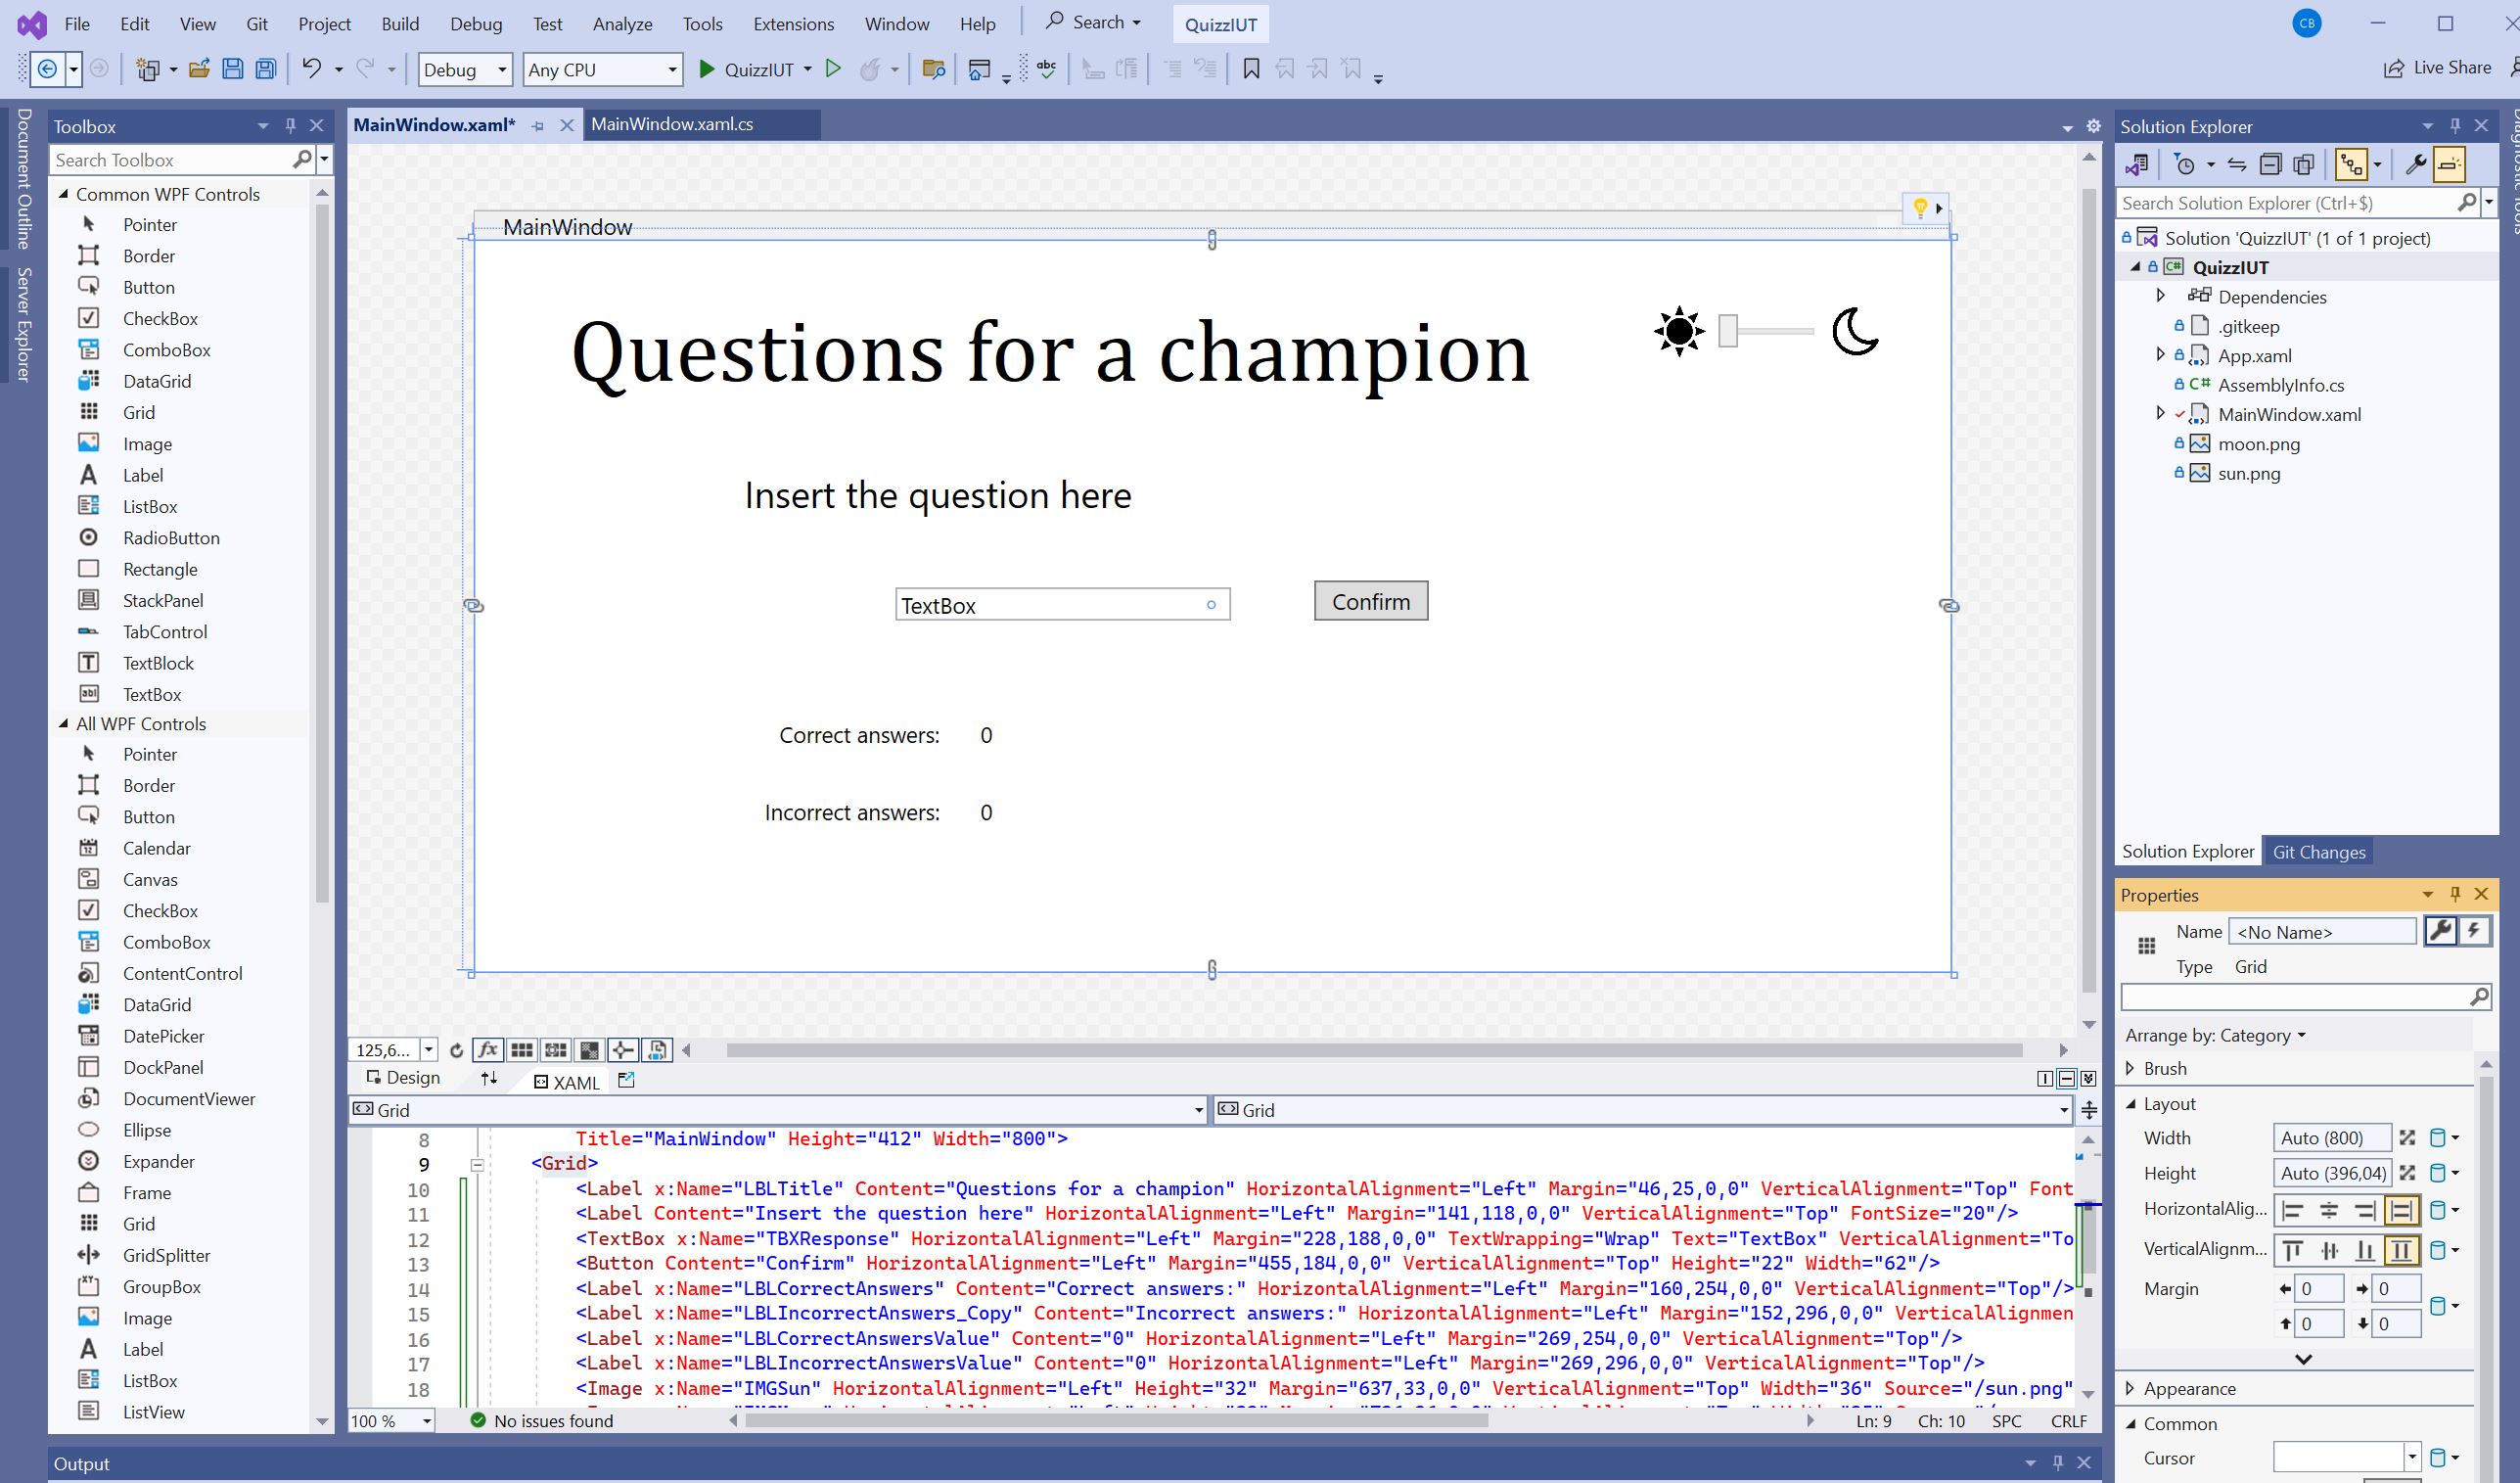 File Edit View Git Project Build Debug Test Analyze Tools Extensions Window Help Search QuizzIUT CB
Debug Any CPU QuizzIUT abc Live Share
Document Outline
Server Explorer
Toolbox
Search Toolbox
Common WPF Controls
Pointer
Border
Button
CheckBox
ComboBox
DataGrid
Grid
Image
Label
ListBox
RadioButton
Rectangle
StackPanel
TabControl
TextBlock
TextBox
All WPF Controls
Pointer
Border
Button
Calendar
Canvas
CheckBox
ComboBox
ContentControl
DataGrid
DatePicker
DockPanel
DocumentViewer
Ellipse
Expander
Frame
Grid
GridSplitter
GroupBox
Image
Label
ListBox
ListView
MainWindow.xaml* MainWindow.xaml.cs
MainWindow
Questions for a champion
Insert the question here
TextBox Confirm
Correct answers: 0
Incorrect answers: 0
125,6...
Design XAML
Grid Grid
8 Title="MainWindow" Height="412" Width="800">
9 <Grid>
10 <Label x:Name="LBLTitle" Content="Questions for a champion" HorizontalAlignment="Left" Margin="46,25,0,0" VerticalAlignment="Top" Font
11 <Label Content="Insert the question here" HorizontalAlignment="Left" Margin="141,118,0,0" VerticalAlignment="Top" FontSize="20"/>
12 <TextBox x:Name="TBXResponse" HorizontalAlignment="Left" Margin="228,188,0,0" TextWrapping="Wrap" Text="TextBox" VerticalAlignment="To
13 <Button Content="Confirm" HorizontalAlignment="Left" Margin="455,184,0,0" VerticalAlignment="Top" Height="22" Width="62"/>
14 <Label x:Name="LBLCorrectAnswers" Content="Correct answers:" HorizontalAlignment="Left" Margin="160,254,0,0" VerticalAlignment="Top"/>
15 <Label x:Name="LBLIncorrectAnswers_Copy" Content="Incorrect answers:" HorizontalAlignment="Left" Margin="152,296,0,0" VerticalAlignmen
16 <Label x:Name="LBLCorrectAnswersValue" Content="0" HorizontalAlignment="Left" Margin="269,254,0,0" VerticalAlignment="Top"/>
17 <Label x:Name="LBLIncorrectAnswersValue" Content="0" HorizontalAlignment="Left" Margin="269,296,0,0" VerticalAlignment="Top"/>
18 <Image x:Name="IMGSun" HorizontalAlignment="Left" Height="32" Margin="637,33,0,0" VerticalAlignment="Top" Width="36" Source="/sun.png"
100 % No issues found Ln: 9 Ch: 10 SPC CRLF
Output
Solution Explorer
Search Solution Explorer (Ctrl+$)
Solution 'QuizzIUT' (1 of 1 project)
C# QuizzIUT
Dependencies
.gitkeep
App.xaml
C# AssemblyInfo.cs
MainWindow.xaml
moon.png
sun.png
Solution Explorer Git Changes
Properties
Name <No Name>
Type Grid
Arrange by: Category
Brush
Layout
Width Auto (800)
Height Auto (396,04)
HorizontalAlig...
VerticalAlignm...
Margin 0 0
0 0
Appearance
Common
Cursor